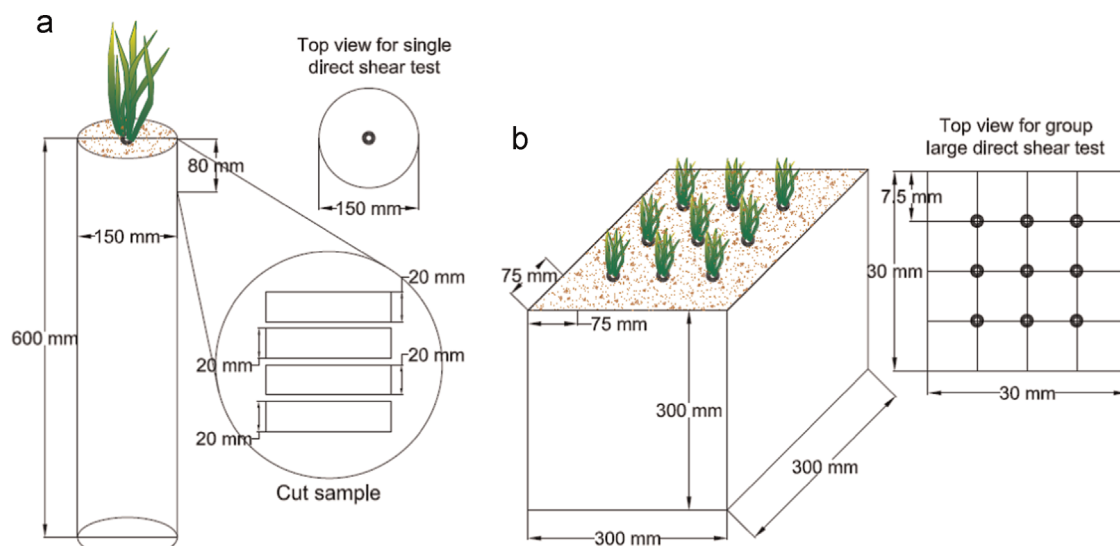 a
Top view for single
direct shear test
80 mm
150 mm
150 mm
600 mm
20 mm
20 mm
20 mm
20 mm
Cut sample
b
Top view for group
large direct shear test
7.5 mm
75 mm
75 mm
30 mm
30 mm
300 mm
300 mm
300 mm